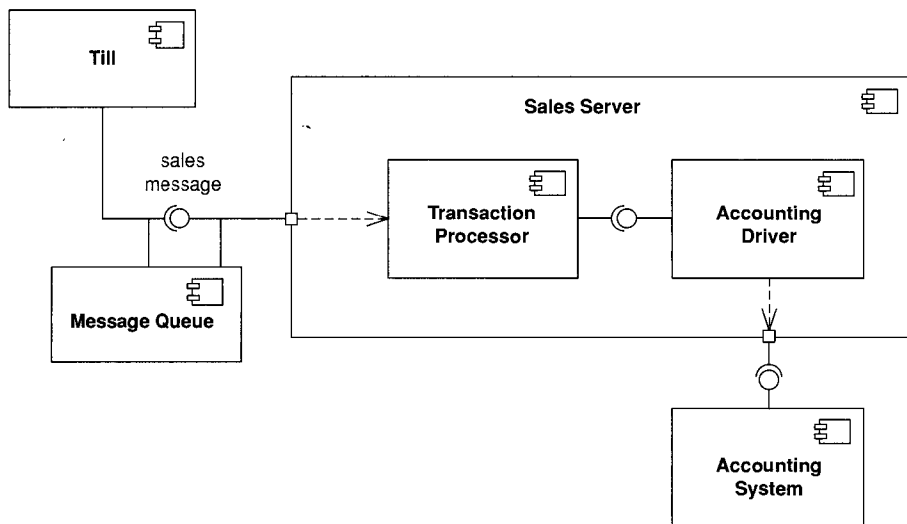 Till
Sales Server
sales
message
Transaction
Processor
Accounting
Driver
Message Queue
Accounting
System